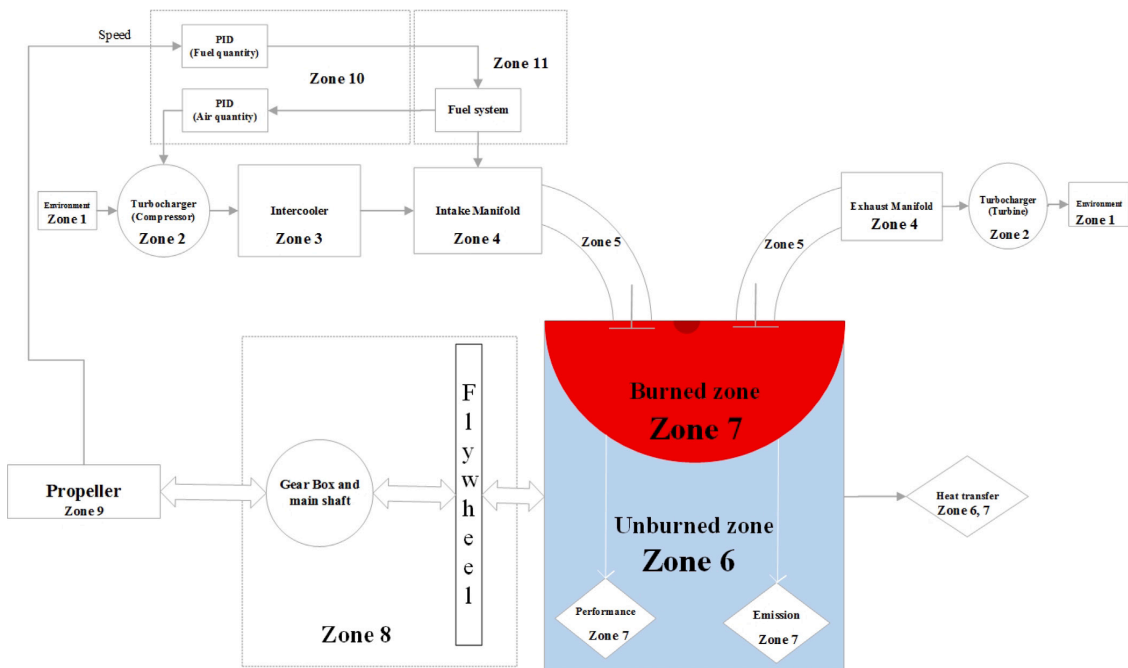 Speed
PID
(Fuel quantity)
Zone 10
Zone 11
PID
(Air quantity)
Fuel system
Environment
Zone 1
Turbocharger
(Compressor)
Zone 2
Intercooler
Zone 3
Intake Manifold
Zone 4
Zone 5
Zone 5
Exhaust Manifold
Zone 4
Turbocharger
(Turbine)
Zone 2
Environment
Zone 1
Burned zone
Zone 7
Unburned zone
Zone 6
Performance
Zone 7
Emission
Zone 7
Heat transfer
Zone 6, 7
Flywheel
Gear Box and
main shaft
Zone 8
Propeller
Zone 9